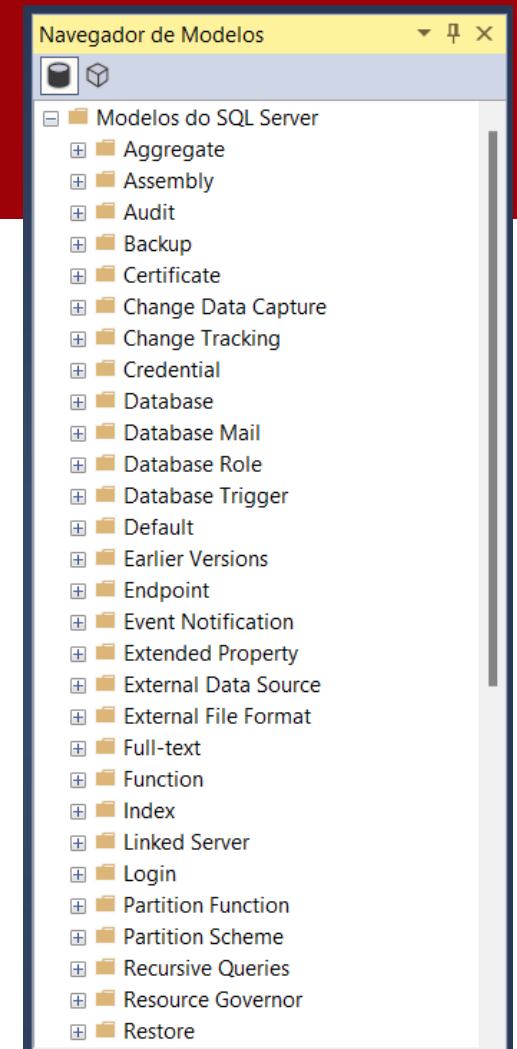 Navegador de Modelos
Modelos do SQL Server
Aggregate
Assembly
Audit
Backup
Certificate
Change Data Capture
Change Tracking
Credential
Database
Database Mail
Database Role
Database Trigger
Default
Earlier Versions
Endpoint
Event Notification
Extended Property
External Data Source
External File Format
Full-text
Function
Index
Linked Server
Login
Partition Function
Partition Scheme
Recursive Queries
Resource Governor
Restore